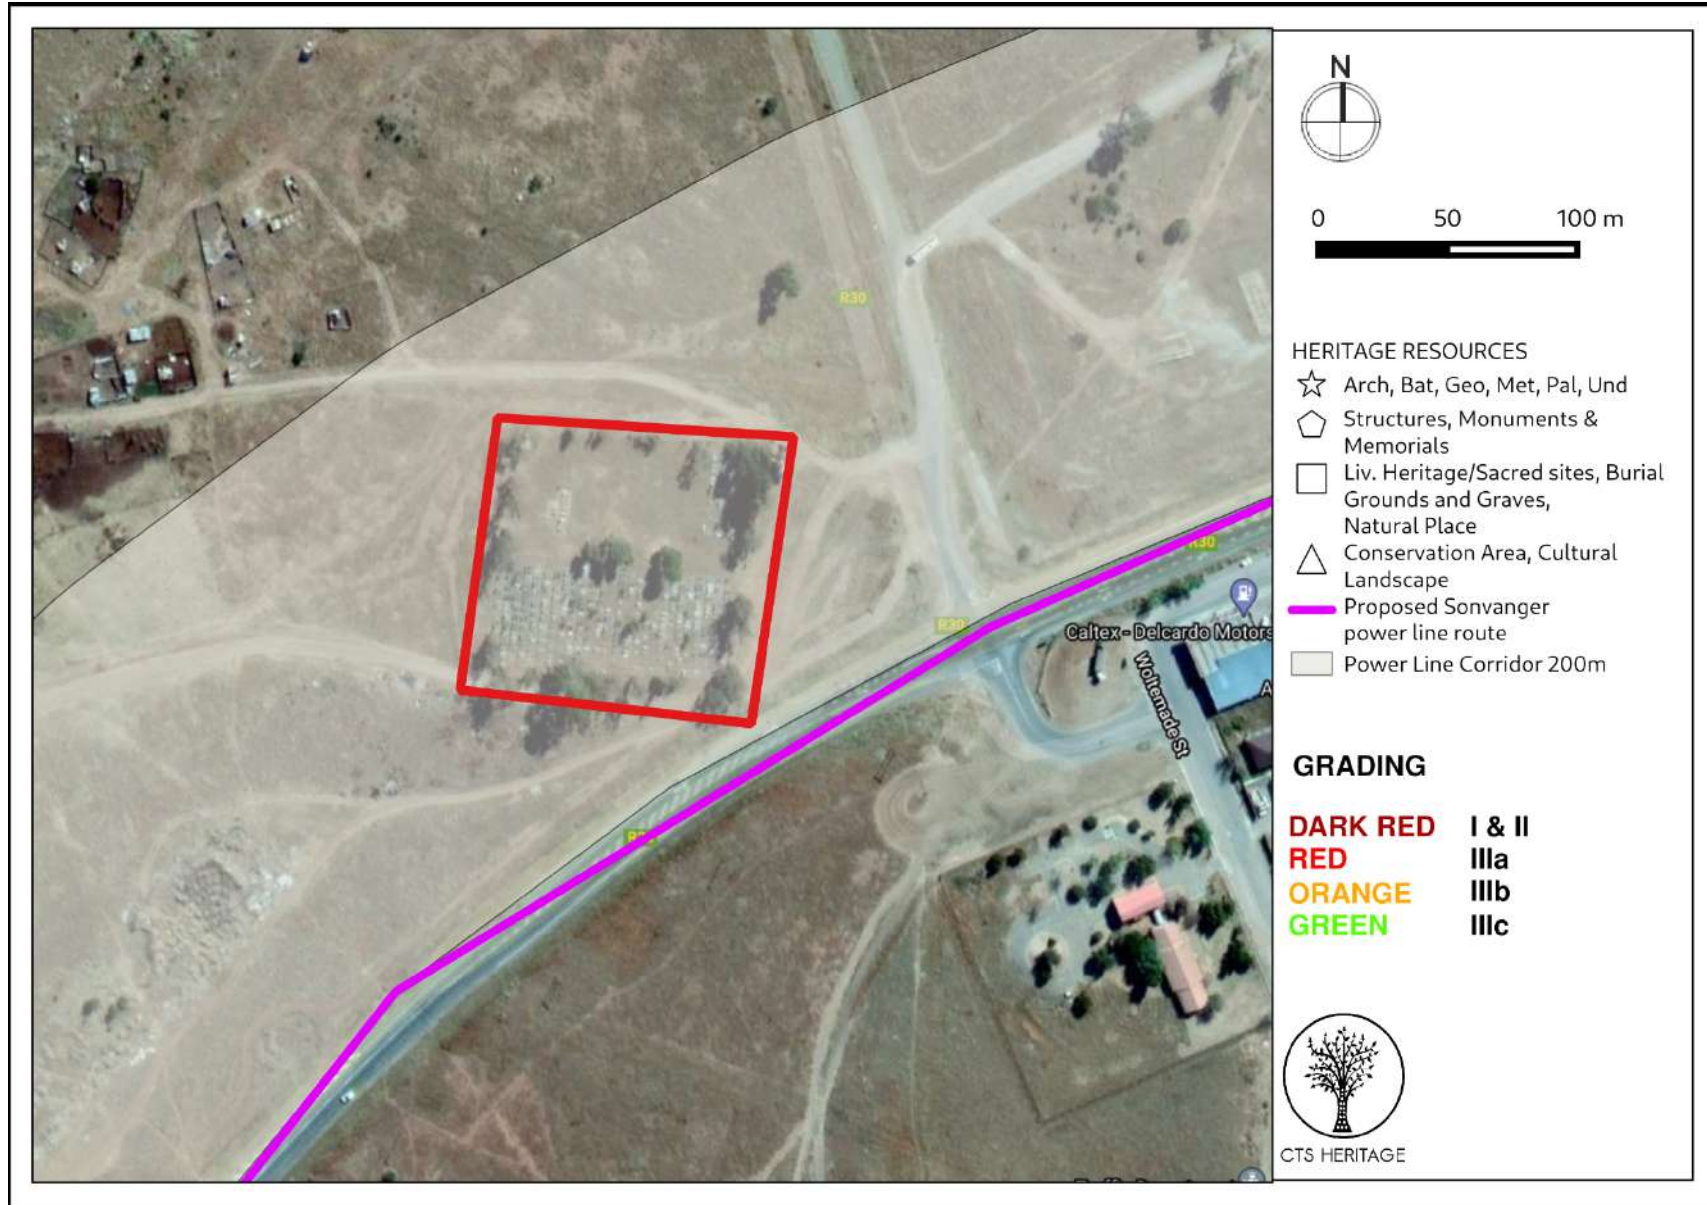 R30
R30
R30
Caltex - Delcardo Motors
Woltemade St
N
0 50 100 m
HERITAGE RESOURCES
Arch, Bat, Geo, Met, Pal, Und
Structures, Monuments &
Memorials
Liv. Heritage/Sacred sites, Burial
Grounds and Graves,
Natural Place
Conservation Area, Cultural
Landscape
Proposed Sonvanger
power line route
Power Line Corridor 200m
GRADING
DARK RED I & II
RED IIIa
ORANGE IIIb
GREEN IIIc
CTS HERITAGE